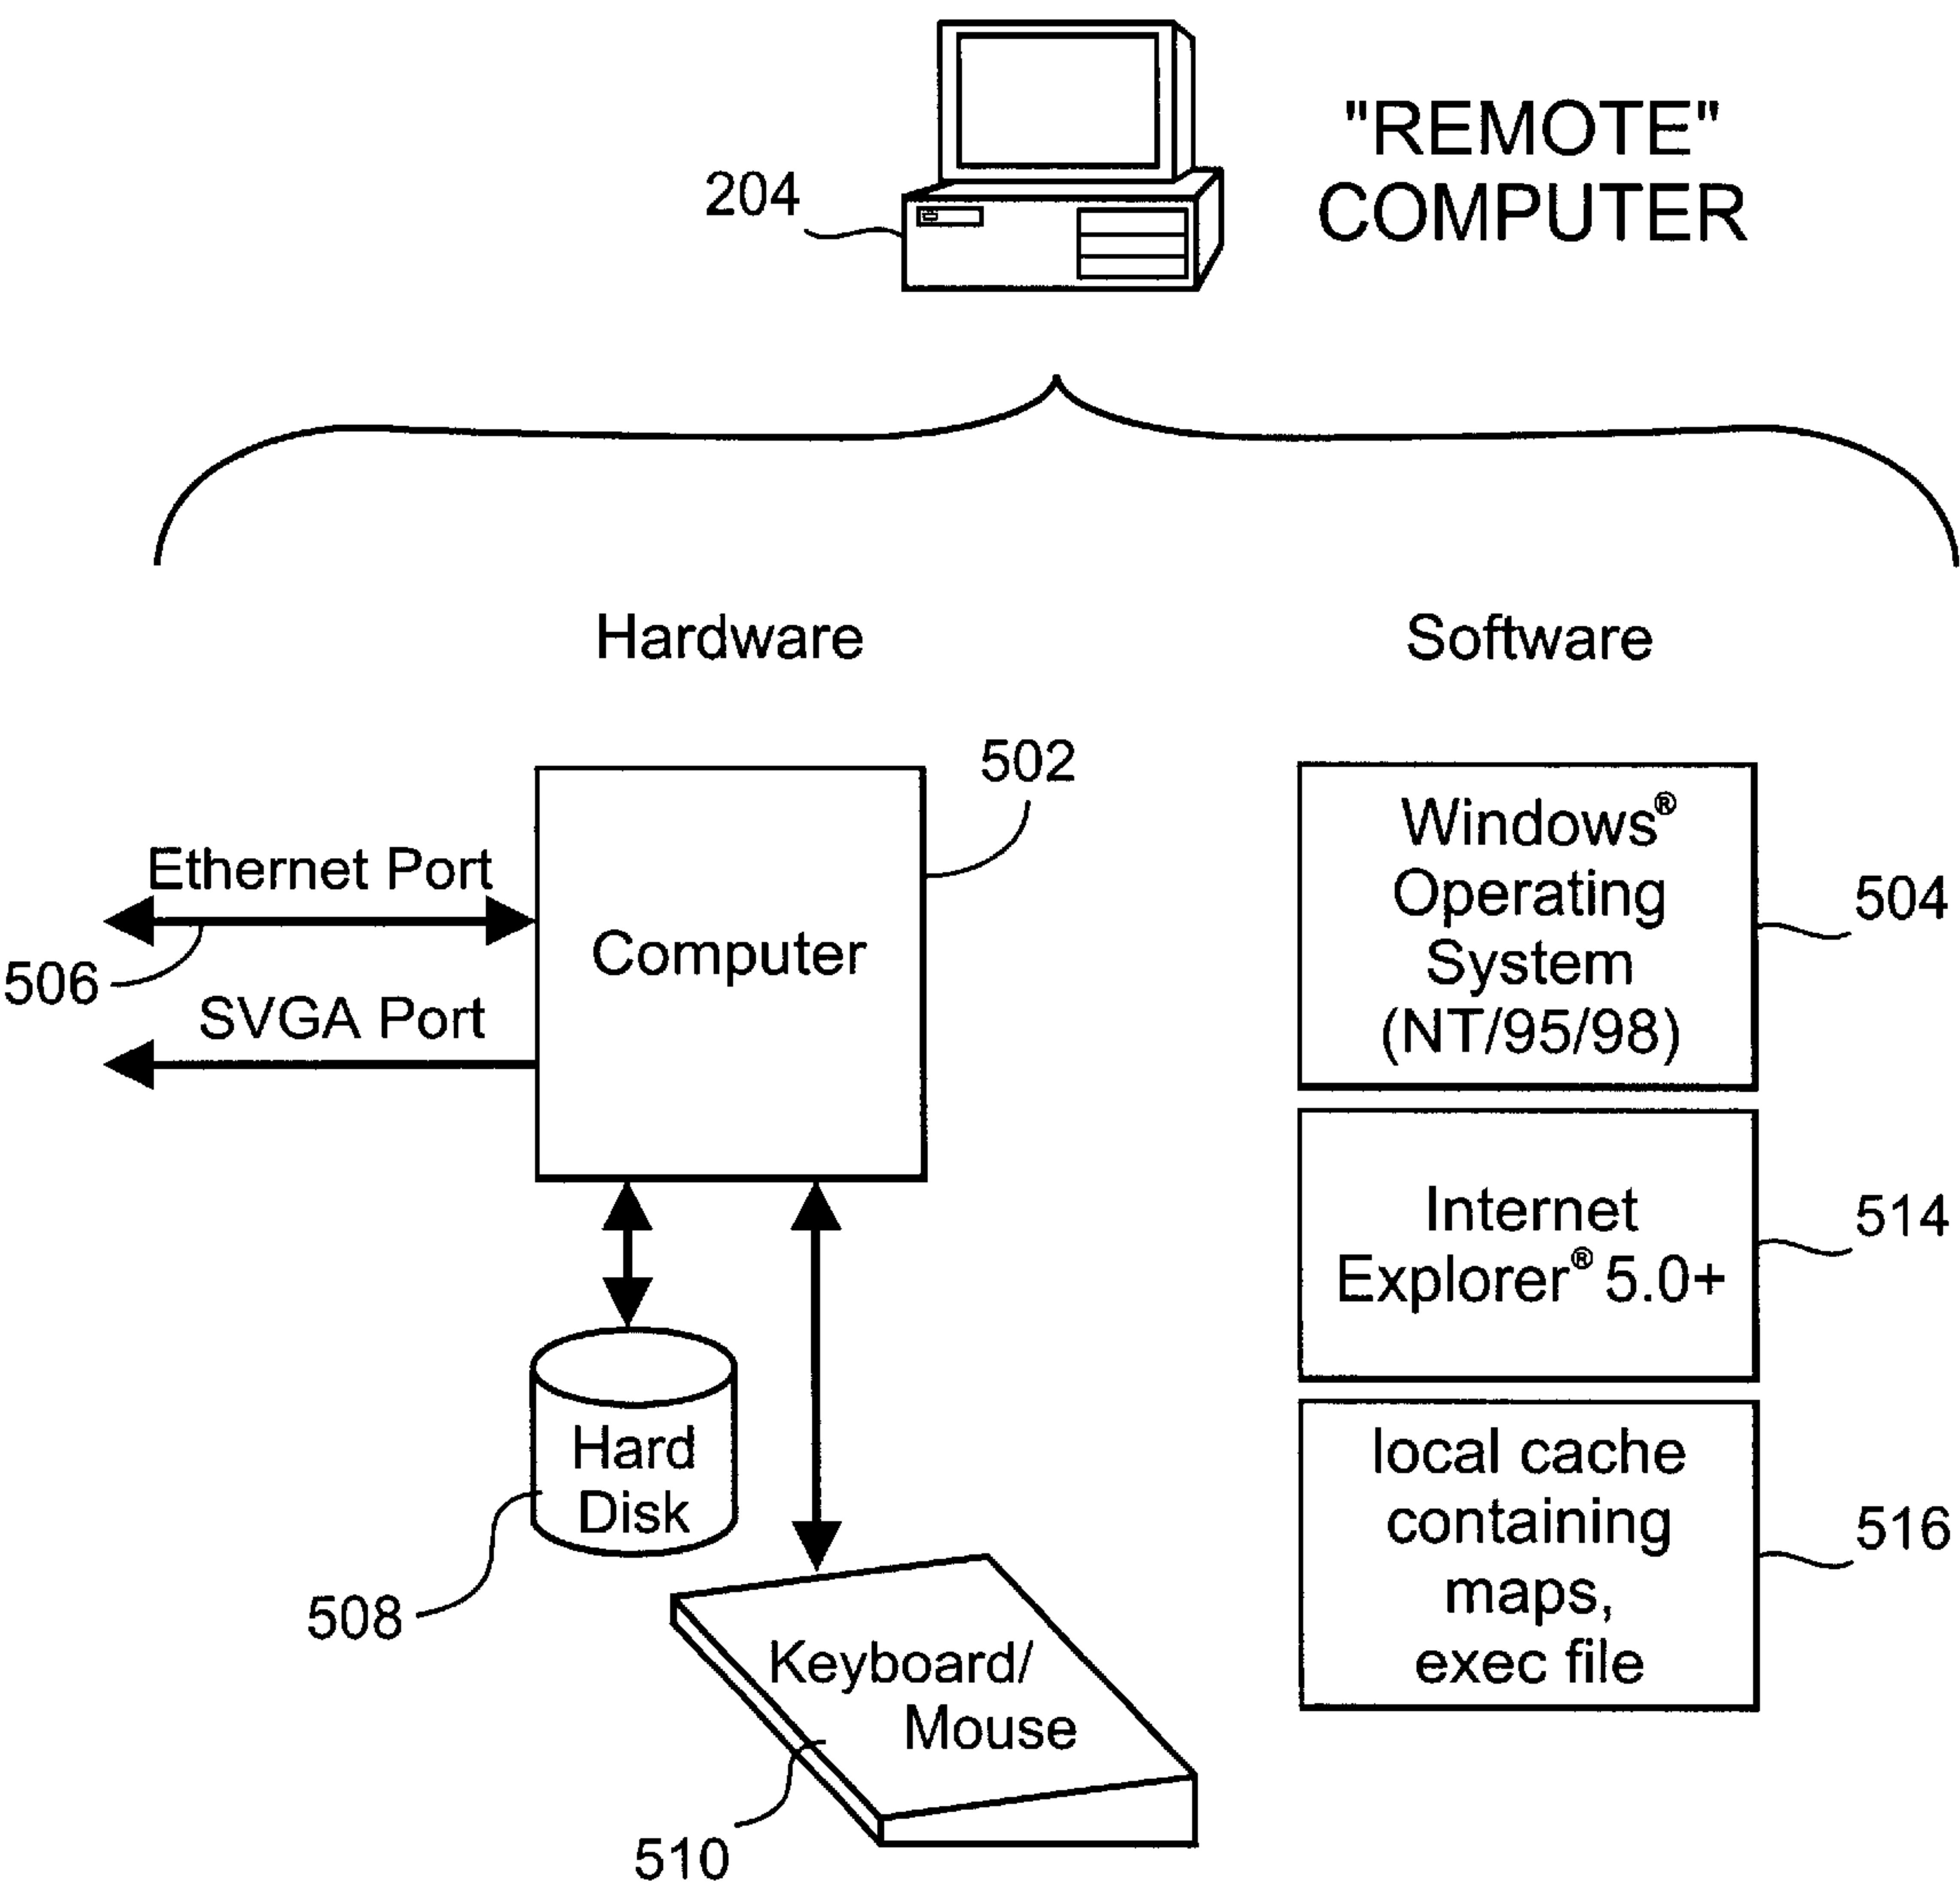 "REMOTE"
COMPUTER
204
Hardware
Software
502
Ethernet Port
506
SVGA Port
Computer
Windows®
Operating
System
(NT/95/98)
504
Internet
Explorer® 5.0+
514
Hard
Disk
508
Keyboard/
Mouse
510
local cache
containing
maps,
exec file
516